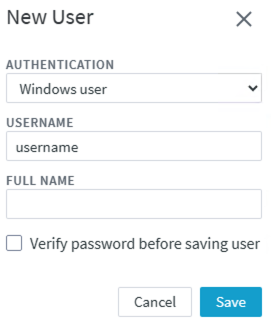 New User
AUTHENTICATION
Windows user
USERNAME
username
FULL NAME
Verify password before saving user
Cancel Save